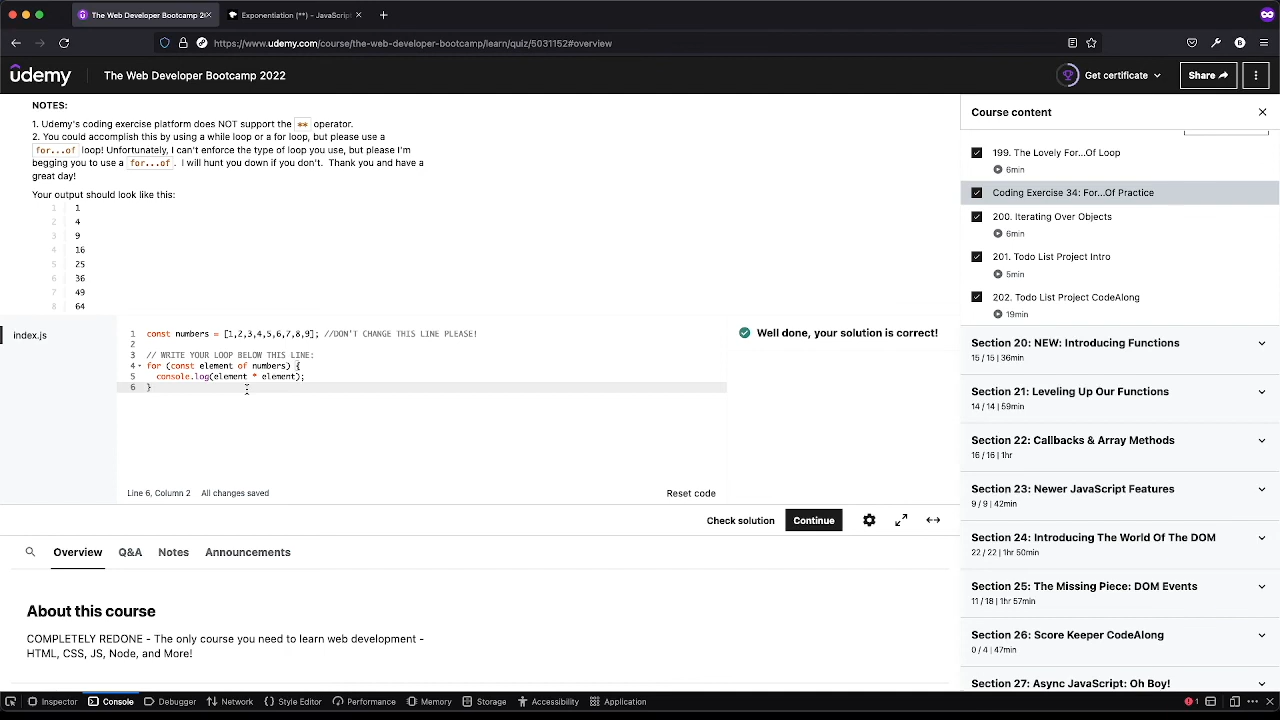 The Web Developer Bootcamp 2
Exponentiation (**) – JavaScript
https://www.udemy.com/course/the-web-developer-bootcamp/learn/quiz/5031152#overview
B
ûdemy
The Web Developer Bootcamp 2022
Get certificate
Share
NOTES:
1. Udemy's coding exercise platform does NOT support the ** operator.
2. You could accomplish this by using a while loop or a for loop, but please use a
for...of loop! Unfortunately, I can't enforce the type of loop you use, but please I'm
begging you to use a for...of. I will hunt you down if you don't. Thank you and have a
great day!
Your output should look like this:
1 1
2 4
3 9
4 16
5 25
6 36
7 49
8 64
index.js
1 const numbers = [1,2,3,4,5,6,7,8,9]; //DON'T CHANGE THIS LINE PLEASE!
2
3 // WRITE YOUR LOOP BELOW THIS LINE:
4 for (const element of numbers) {
5 console.log(element * element);
6 }
Line 6, Column 2 All changes saved
Reset code
Well done, your solution is correct!
Check solution
Continue
Overview
Q&A
Notes
Announcements
About this course
COMPLETELY REDONE - The only course you need to learn web development -
HTML, CSS, JS, Node, and More!
Course content
199. The Lovely For...Of Loop
6min
Coding Exercise 34: For...Of Practice
200. Iterating Over Objects
6min
201. Todo List Project Intro
5min
202. Todo List Project CodeAlong
19min
Section 20: NEW: Introducing Functions
15 / 15 | 36min
Section 21: Leveling Up Our Functions
14 / 14 | 59min
Section 22: Callbacks & Array Methods
16 / 16 | 1hr
Section 23: Newer JavaScript Features
9 / 9 | 42min
Section 24: Introducing The World Of The DOM
22 / 22 | 1hr 50min
Section 25: The Missing Piece: DOM Events
11 / 18 | 1hr 57min
Section 26: Score Keeper CodeAlong
0 / 4 | 47min
Section 27: Async JavaScript: Oh Boy!
Inspector
Console
Debugger
Network
Style Editor
Performance
Memory
Storage
Accessibility
Application
1